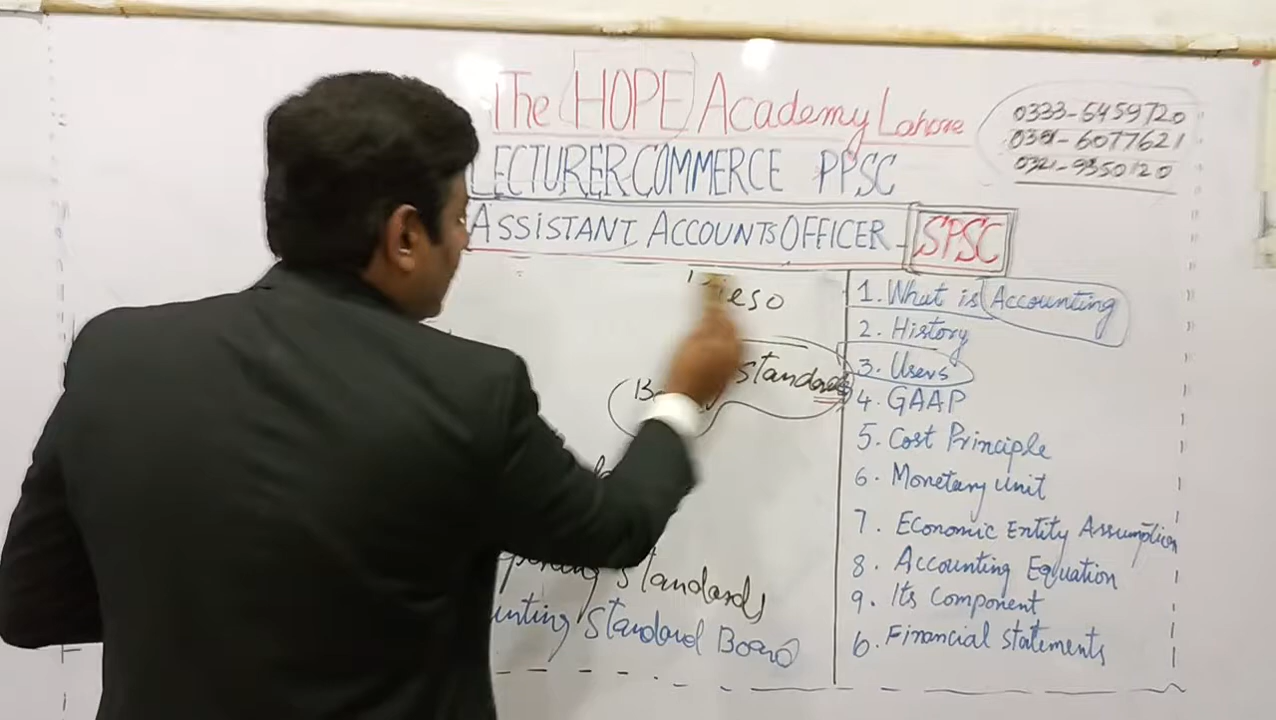 The HOPE Academy Lahore
0333-6459720
0321-6077621
0321-9350120
LECTURER COMMERCE PPSC
ASSISTANT ACCOUNTS OFFICER - SPSC
1. What is Accounting
2. History
3. Users
4. GAAP
5. Cost Principle
6. Monetary Unit
7. Economic Entity Assumption
8. Accounting Equation
9. Its Component
6. Financial Statements
Standards
Standards
Standard Board